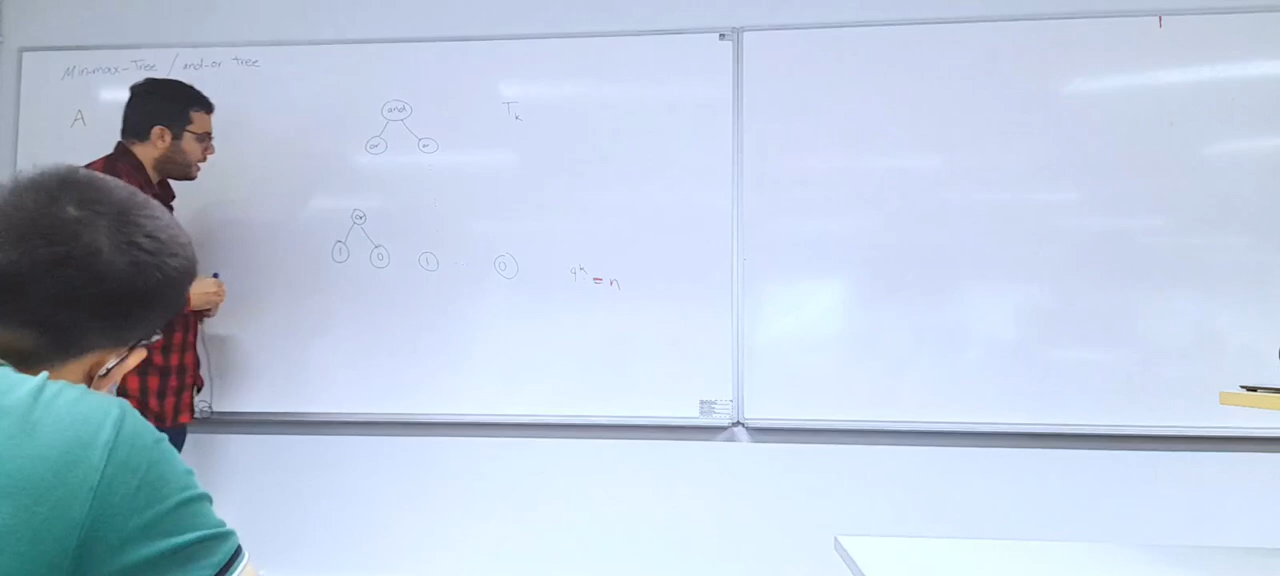 Min-max-Tree / and-or tree
A
and
T_k
or
or
or
1
0
1
0
4^k = n